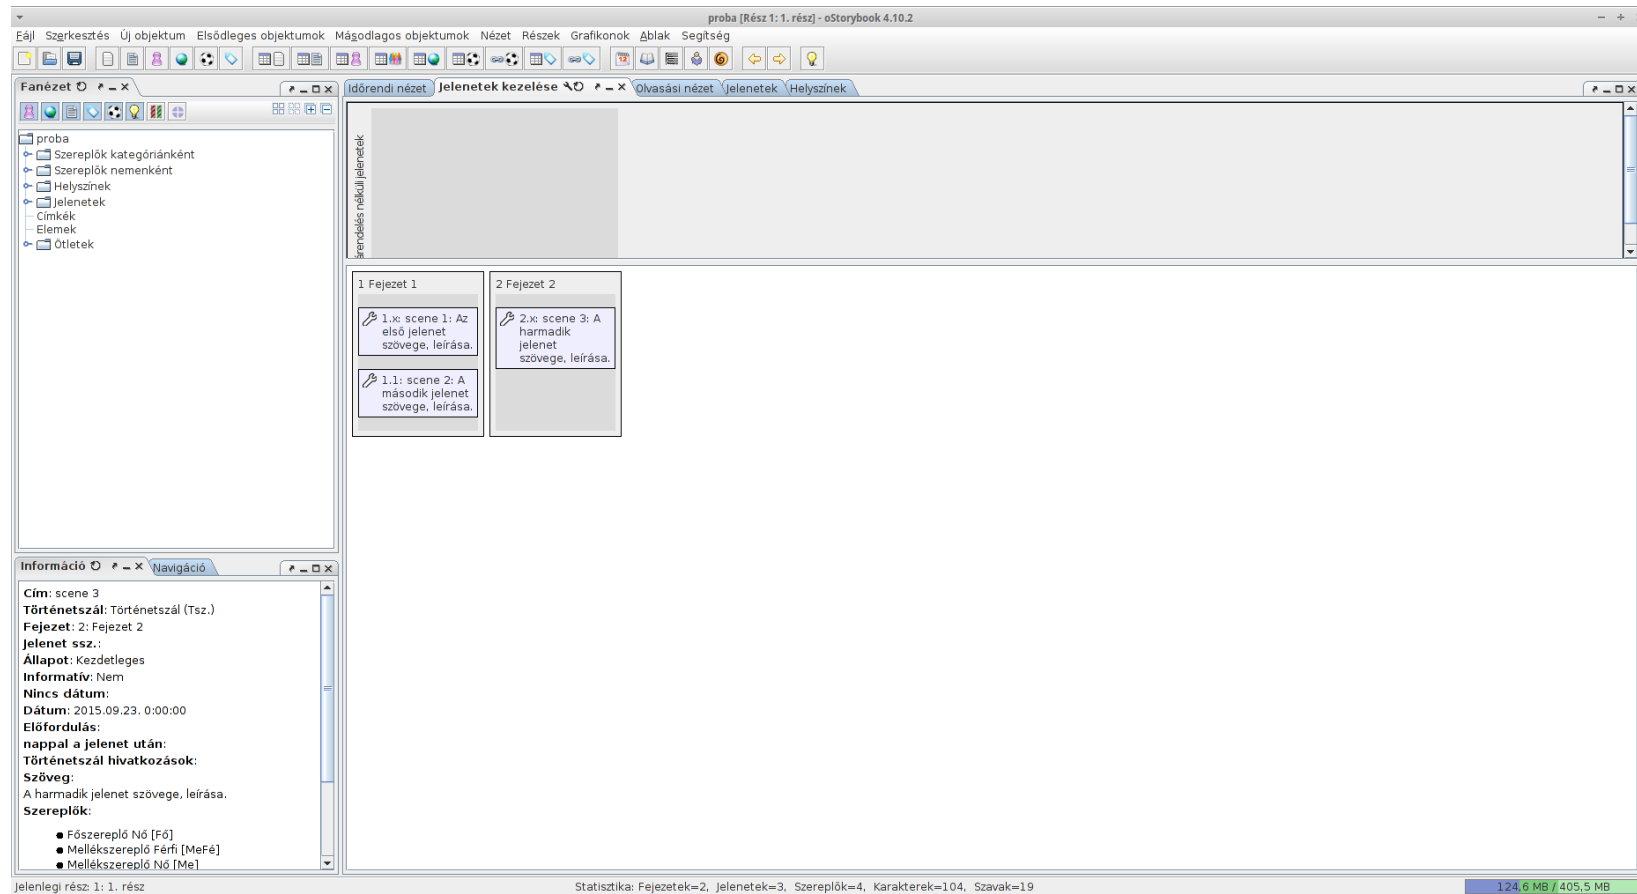 proba [Rész 1: 1. rész] - oStorybook 4.10.2
Fájl Szerkesztés Új objektum Elsődleges objektumok Másodlagos objektumok Nézet Részek Grafikonok Ablak Segítség
Fanézet
proba
Szereplők kategóriánként
Szereplők nemenként
Helyszínek
Jelenetek
Címkék
Elemek
Ötletek
Információ Navigáció
Cím: scene 3
Történetszál: Történetszál (Tsz.)
Fejezet: 2: Fejezet 2
Jelenet ssz.:
Állapot: Kezdetleges
Informatív: Nem
Nincs dátum:
Dátum: 2015.09.23. 0:00:00
Előfordulás:
nappal a jelenet után:
Történetszál hivatkozások:
Szöveg:
A harmadik jelenet szövege, leírása.
Szereplők:
Főszereplő Nő [Fő]
Mellékszereplő Férfi [MeFé]
Mellékszereplő Nő [Me]
Időrendi nézet Jelenetek kezelése Olvasási nézet Jelenetek Helyszínek
nélküli jelenetek
1 Fejezet 1
1.x: scene 1: Az
első jelenet
szövege, leírása.
1.1: scene 2: A
második jelenet
szövege, leírása.
2 Fejezet 2
2.x: scene 3: A
harmadik
jelenet
szövege, leírása.
Jelenlegi rész: 1: 1. rész
Statisztika: Fejezetek=2, Jelenetek=3, Szereplők=4, Karakterek=104, Szavak=19
124,6 MB / 405,5 MB